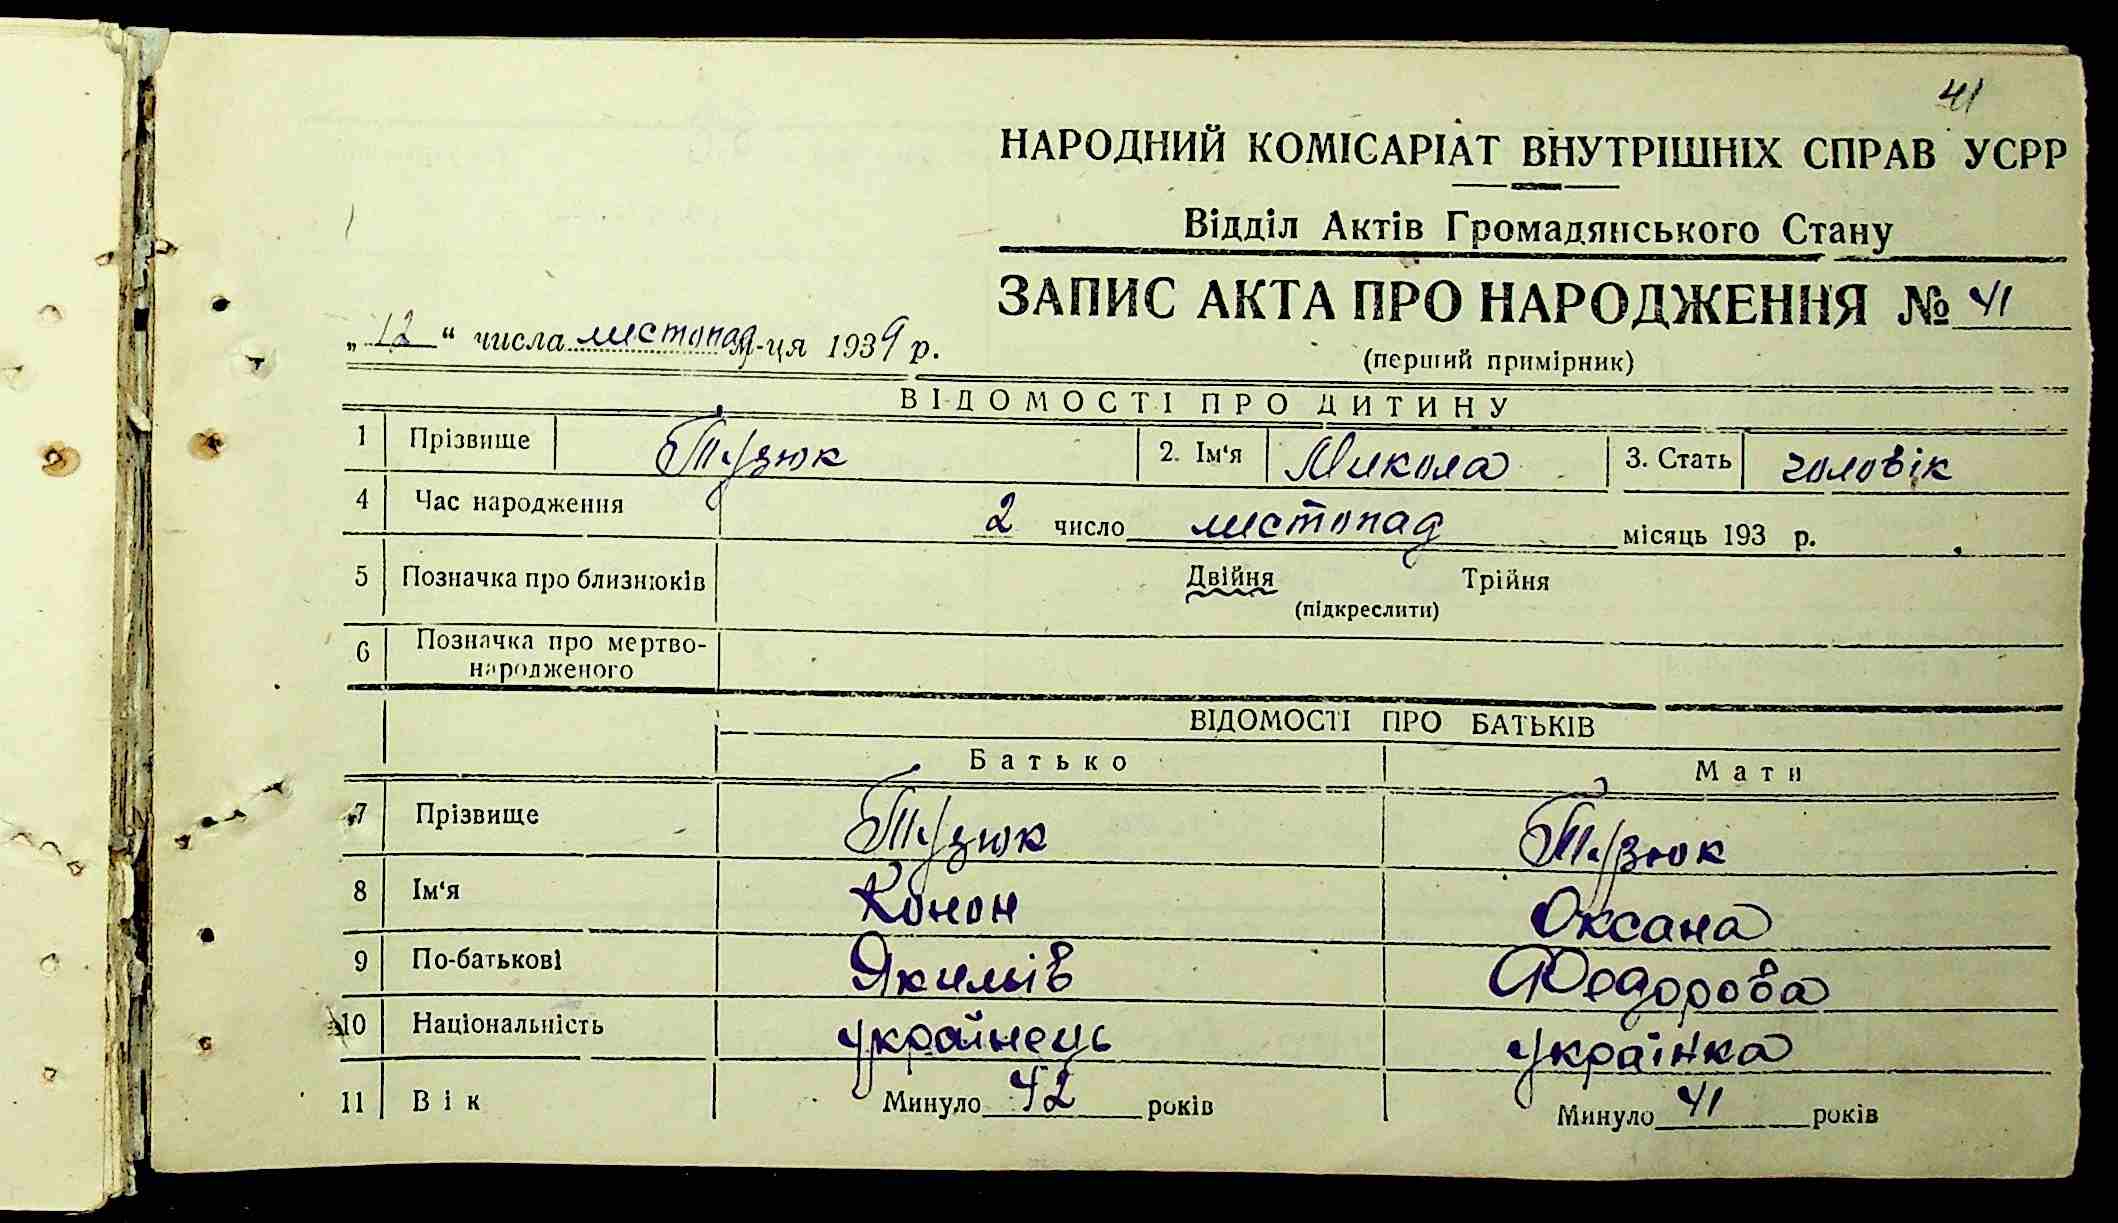 41
НАРОДНИЙ КОМІСАРІАТ ВНУТРІШНІХ СПРАВ УСРР
Відділ Актів Громадянського Стану
ЗАПИС АКТА ПРО НАРОДЖЕННЯ № 41
„12“ числа листопад м-ця 1939 р.
(перший примірник)
ВІДОМОСТІ ПРО ДИТИНУ
1 Прізвище Тузюк 2. Ім'я Микола 3. Стать чоловік
4 Час народження 2 число листопад місяць 193 р.
5 Позначка про близнюків Двійня Трійня
(підкреслити)
6 Позначка про мертво-
народженого
ВІДОМОСТІ ПРО БАТЬКІВ
Батько Мати
7 Прізвище Тузюк Тузюк
8 Ім'я Конон Оксана
9 По-батькові Якимів Федорова
10 Національність українець українка
11 Вік Минуло 42 років Минуло 41 років